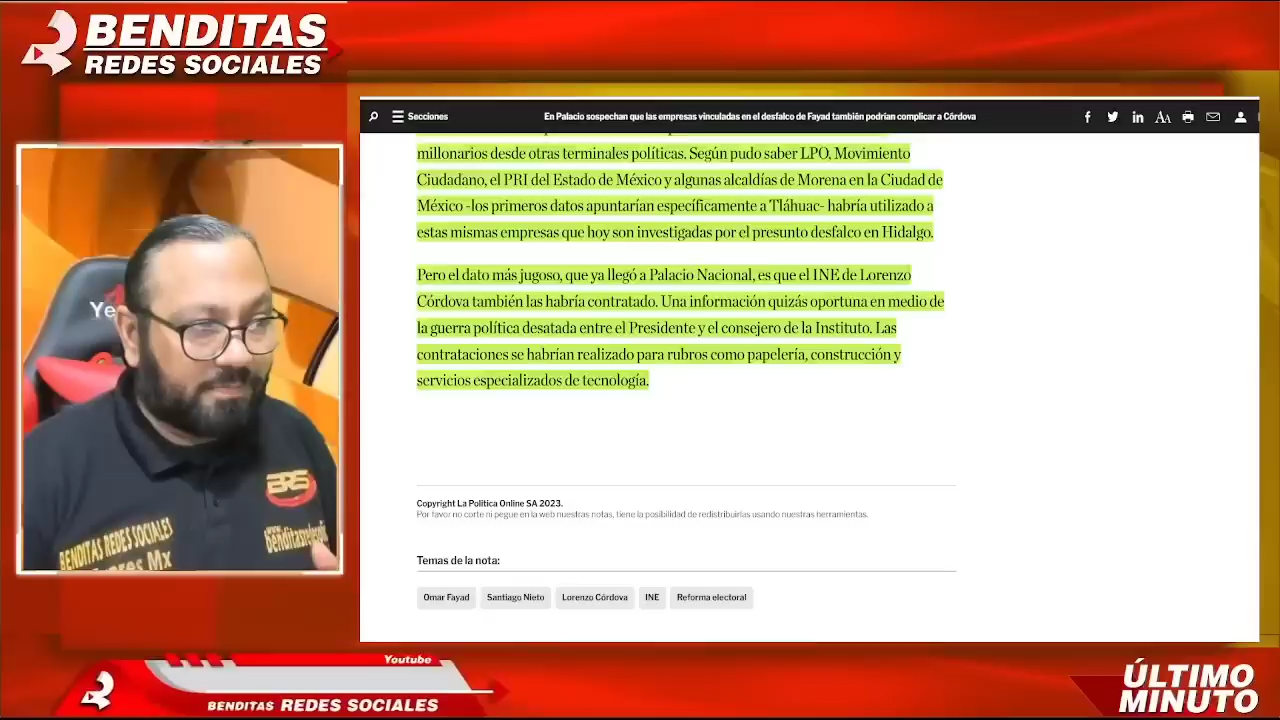 BENDITAS
REDES SOCIALES
Secciones
En Palacio sospechan que las empresas vinculadas en el desfalco de Fayad también podrían complicar a Córdova
millonarios desde otras terminales políticas. Según pudo saber LPO, Movimiento
Ciudadano, el PRI del Estado de México y algunas alcaldías de Morena en la Ciudad de
México -los primeros datos apuntarían específicamente a Tláhuac- habría utilizado a
estas mismas empresas que hoy son investigadas por el presunto desfalco en Hidalgo.
Pero el dato más jugoso, que ya llegó a Palacio Nacional, es que el INE de Lorenzo
Córdova también las habría contratado. Una información quizás oportuna en medio de
la guerra política desatada entre el Presidente y el consejero de la Instituto. Las
contrataciones se habrían realizado para rubros como papelería, construcción y
servicios especializados de tecnología.
Copyright La Politica Online SA 2023.
Por favor no corte ni pegue en la web nuestras notas, tiene la posibilidad de redistribuirlas usando nuestras herramientas.
Temas de la nota:
Omar Fayad Santiago Nieto Lorenzo Córdova INE Reforma electoral
Ye
BRS
BENDITAS REDES SOCIALES
Mx
www.
Youtube
BENDITAS REDES SOCIALES
ÚLTIMO
MINUTO